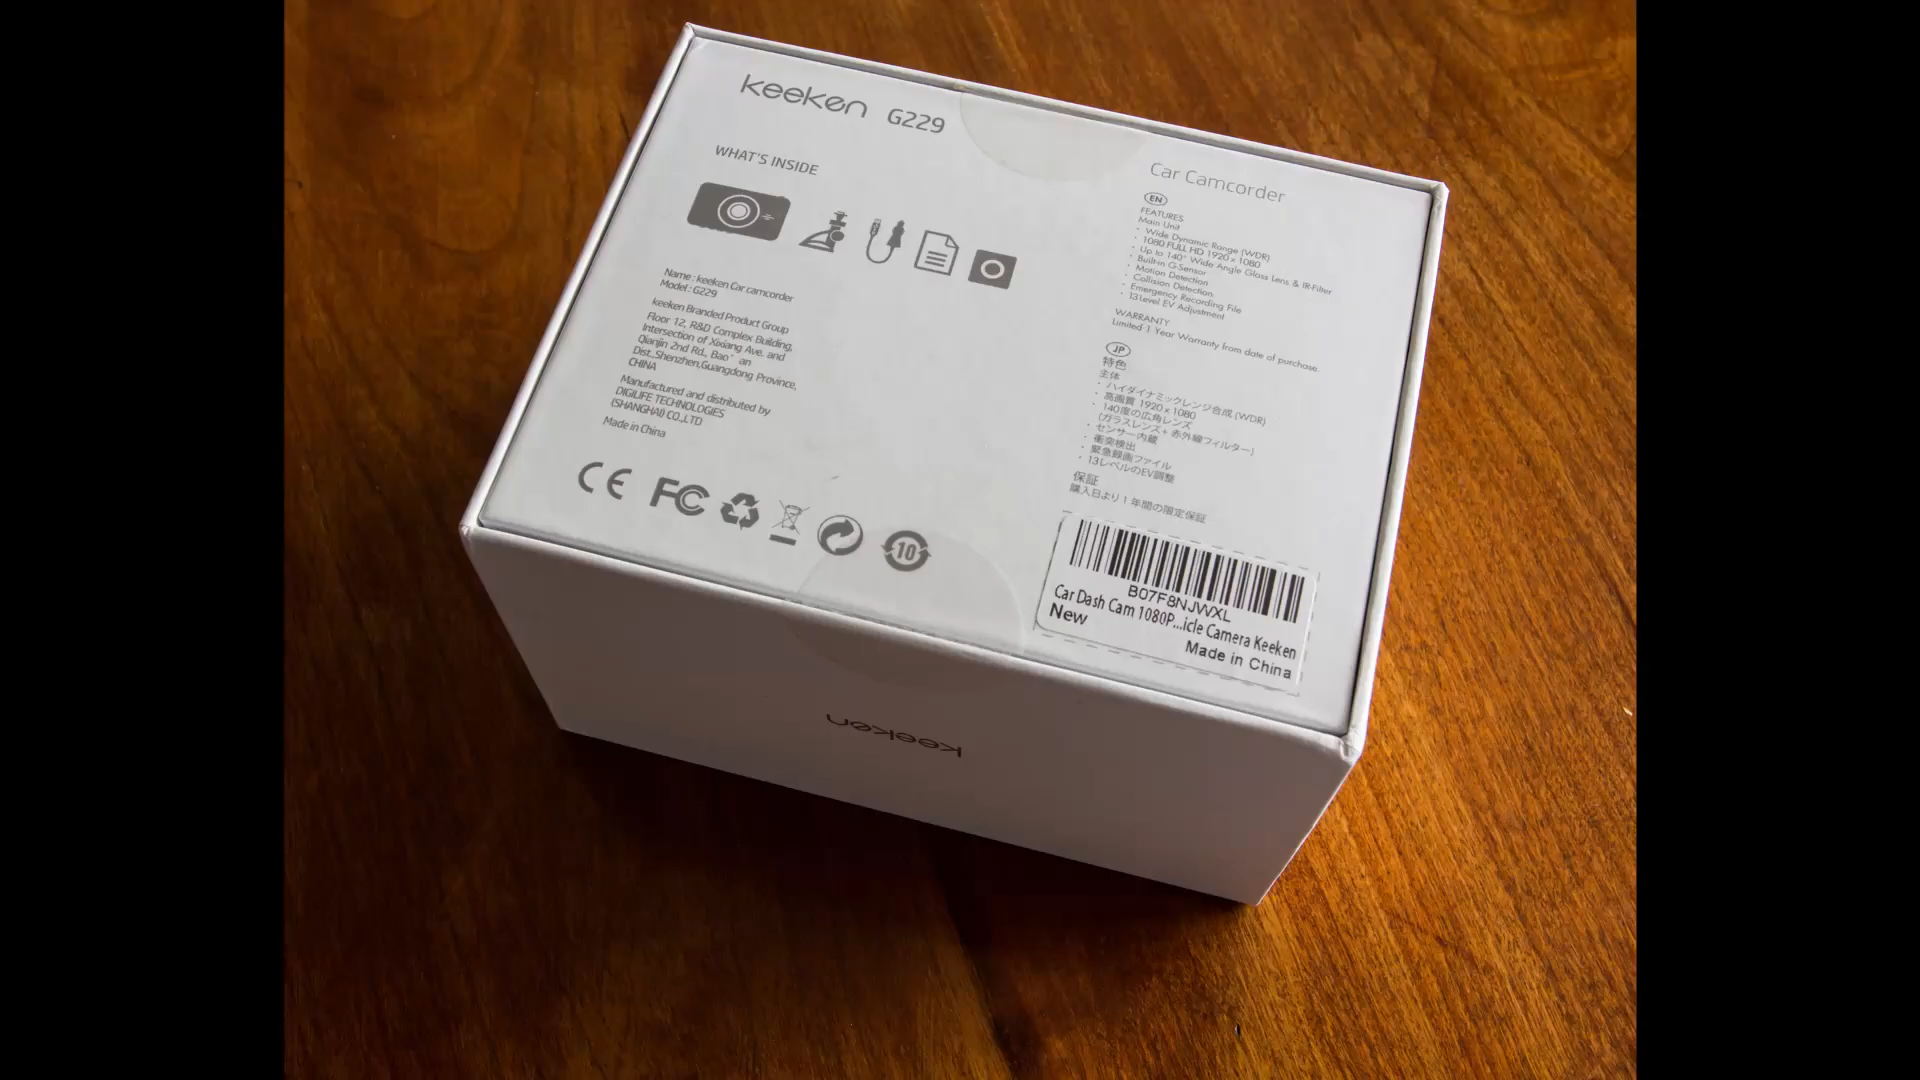 keeken G229
WHAT'S INSIDE
Name : keeken Car camcorder
Model : G229
keeken Branded Product Group
Floor 12, R&D Complex Building,
Intersection of Xixiang Ave. and
Qianjin 2nd Rd., Bao' an
Dist.,Shenzhen,Guangdong Province,
CHINA
Manufactured and distributed by
DIGILIFE TECHNOLOGIES
(SHANGHAI) CO.,LTD
Made in China
CE FC
10
Car Camcorder
EN
FEATURES
Main Unit
· Wide Dynamic Range (WDR)
· 1080 FULL HD 1920 x 1080
· Up to 140° Wide Angle Glass Lens & IR-Filter
· Built-in G-Sensor
· Motion Detection
· Collision Detection
· Emergency Recording File
· 13 Level EV Adjustment
WARRANTY
Limited 1 Year Warranty from date of purchase.
JP
特色
主体
· ハイダイナミックレンジ合成 (WDR)
· 高画質 1920 x 1080
· 140度の広角レンズ
(ガラスレンズ+ 赤外線フィルター)
· センサー内蔵
· 衝突検出
· 緊急録画ファイル
· 13レベルのEV調整
保証
購入日より 1 年間の限定保証
B07F8NJWXL
Car Dash Cam 1080P...icle Camera Keeken
New
Made in China
keeken